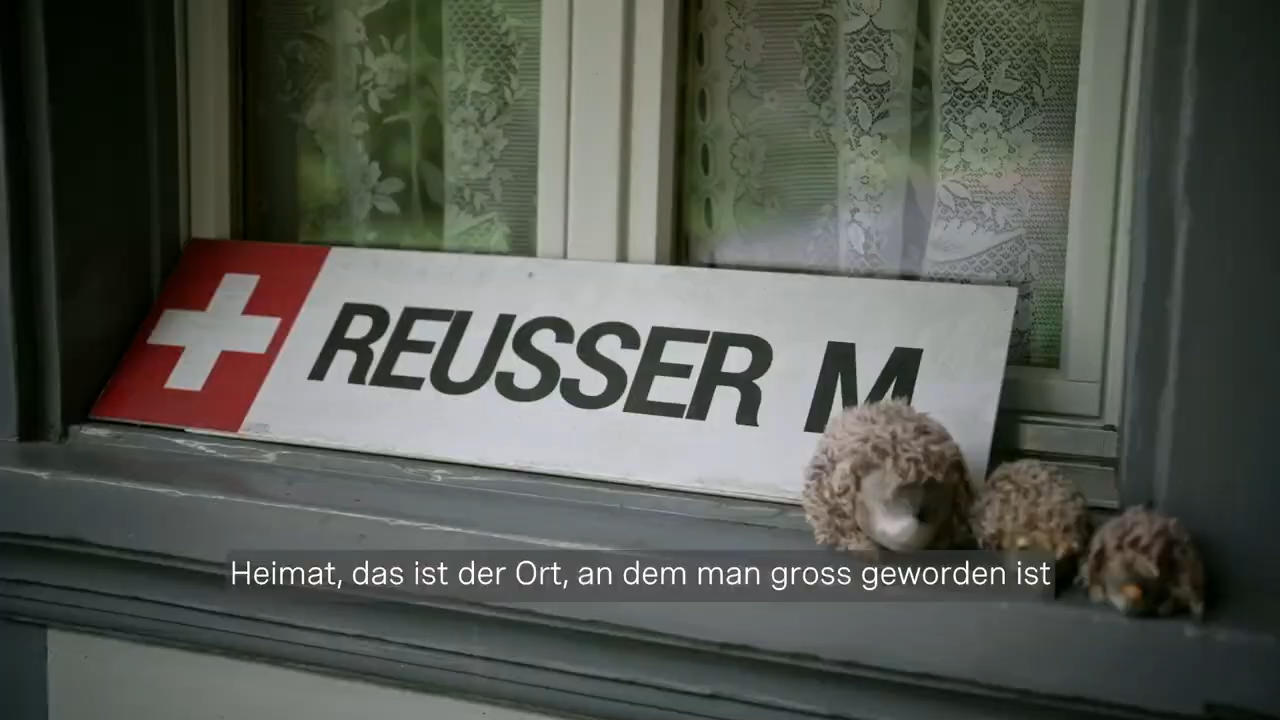 REUSSER M
Heimat, das ist der Ort, an dem man gross geworden ist